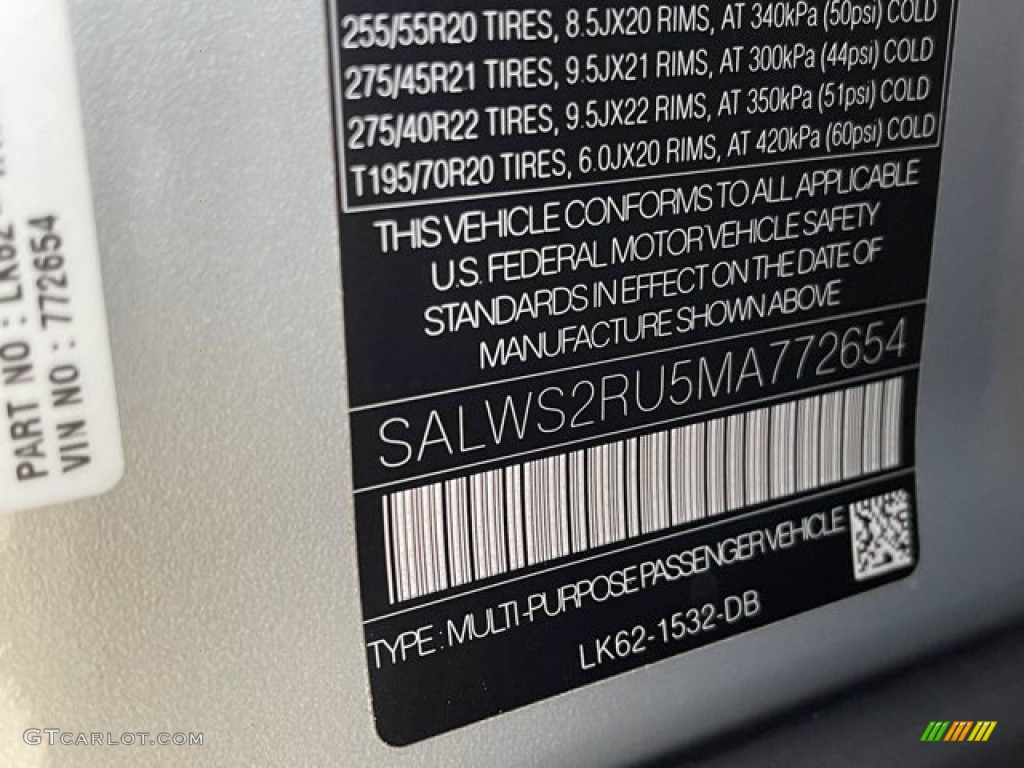 255/55R20 TIRES, 8.5JX20 RIMS, AT 340kPa (50psi) COLD
275/45R21 TIRES, 9.5JX21 RIMS, AT 300kPa (44psi) COLD
275/40R22 TIRES, 9.5JX22 RIMS, AT 350kPa (51psi) COLD
T195/70R20 TIRES, 6.0JX20 RIMS, AT 420kPa (60psi) COLD
THIS VEHICLE CONFORMS TO ALL APPLICABLE
U.S. FEDERAL MOTOR VEHICLE SAFETY
STANDARDS IN EFFECT ON THE DATE OF
MANUFACTURE SHOWN ABOVE
SALWS2RU5MA772654
TYPE : MULTI-PURPOSE PASSENGER VEHICLE
LK62-1532-DB
PART NO : LK62
VIN NO : 7726654
GTCARLOT.COM